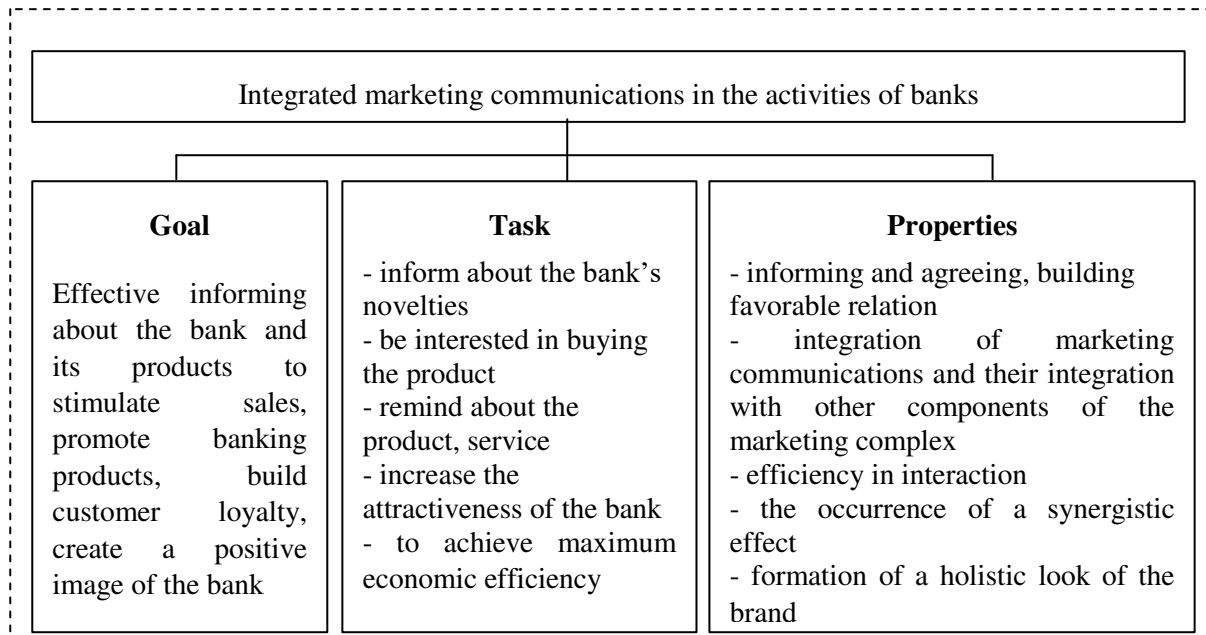 Integrated marketing communications in the activities of banks
Goal
Effective informing
about the bank and
its products to
stimulate sales,
promote banking
products, build
customer loyalty,
create a positive
image of the bank
Task
- inform about the bank's
novelties
- be interested in buying
the product
- remind about the
product, service
- increase the
attractiveness of the bank
- to achieve maximum
economic efficiency
Properties
- informing and agreeing, building
favorable relation
- integration of marketing
communications and their integration
with other components of the
marketing complex
- efficiency in interaction
- the occurrence of a synergistic
effect
- formation of a holistic look of the
brand